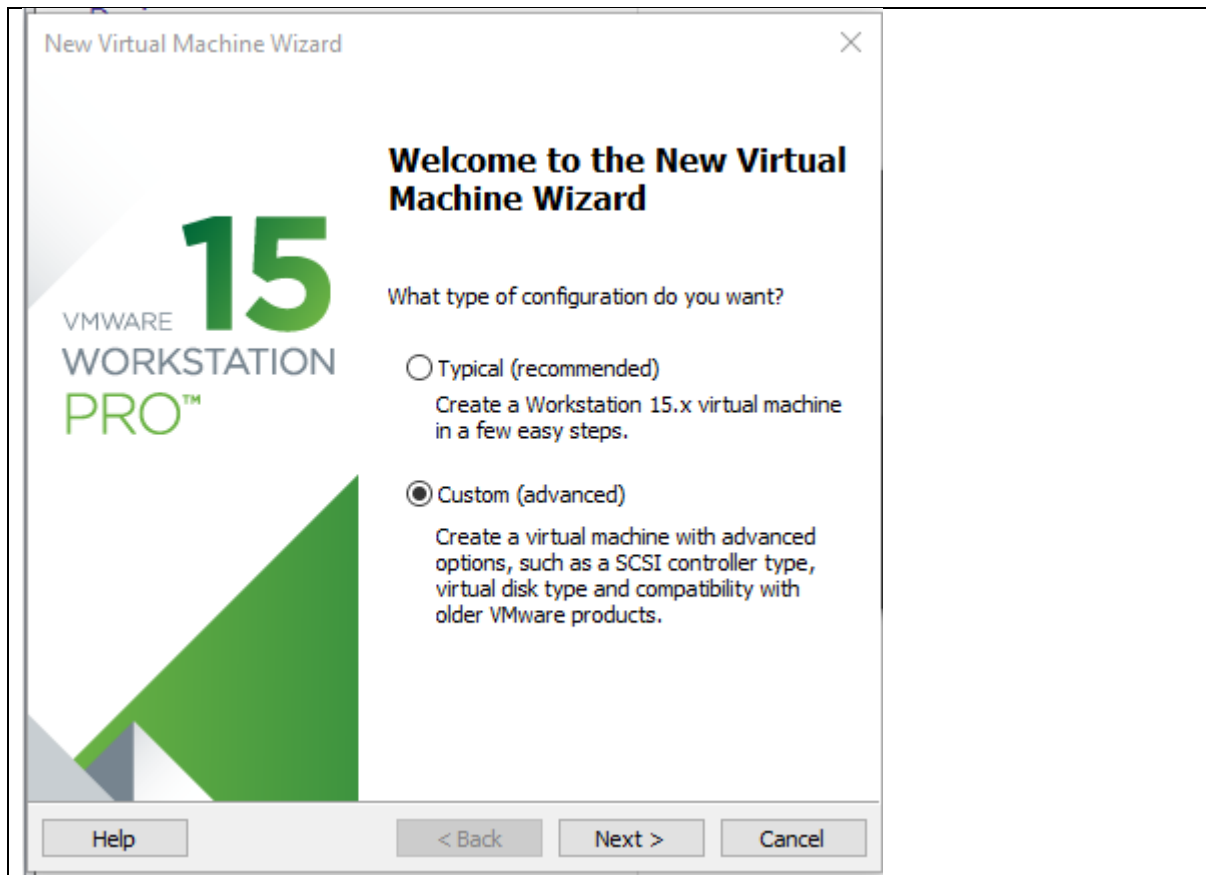 New Virtual Machine Wizard
Welcome to the New Virtual
Machine Wizard
15
VMWARE
WORKSTATION
PRO™
What type of configuration do you want?
Typical (recommended)
Create a Workstation 15.x virtual machine
in a few easy steps.
Custom (advanced)
Create a virtual machine with advanced
options, such as a SCSI controller type,
virtual disk type and compatibility with
older VMware products.
Help
< Back
Next >
Cancel